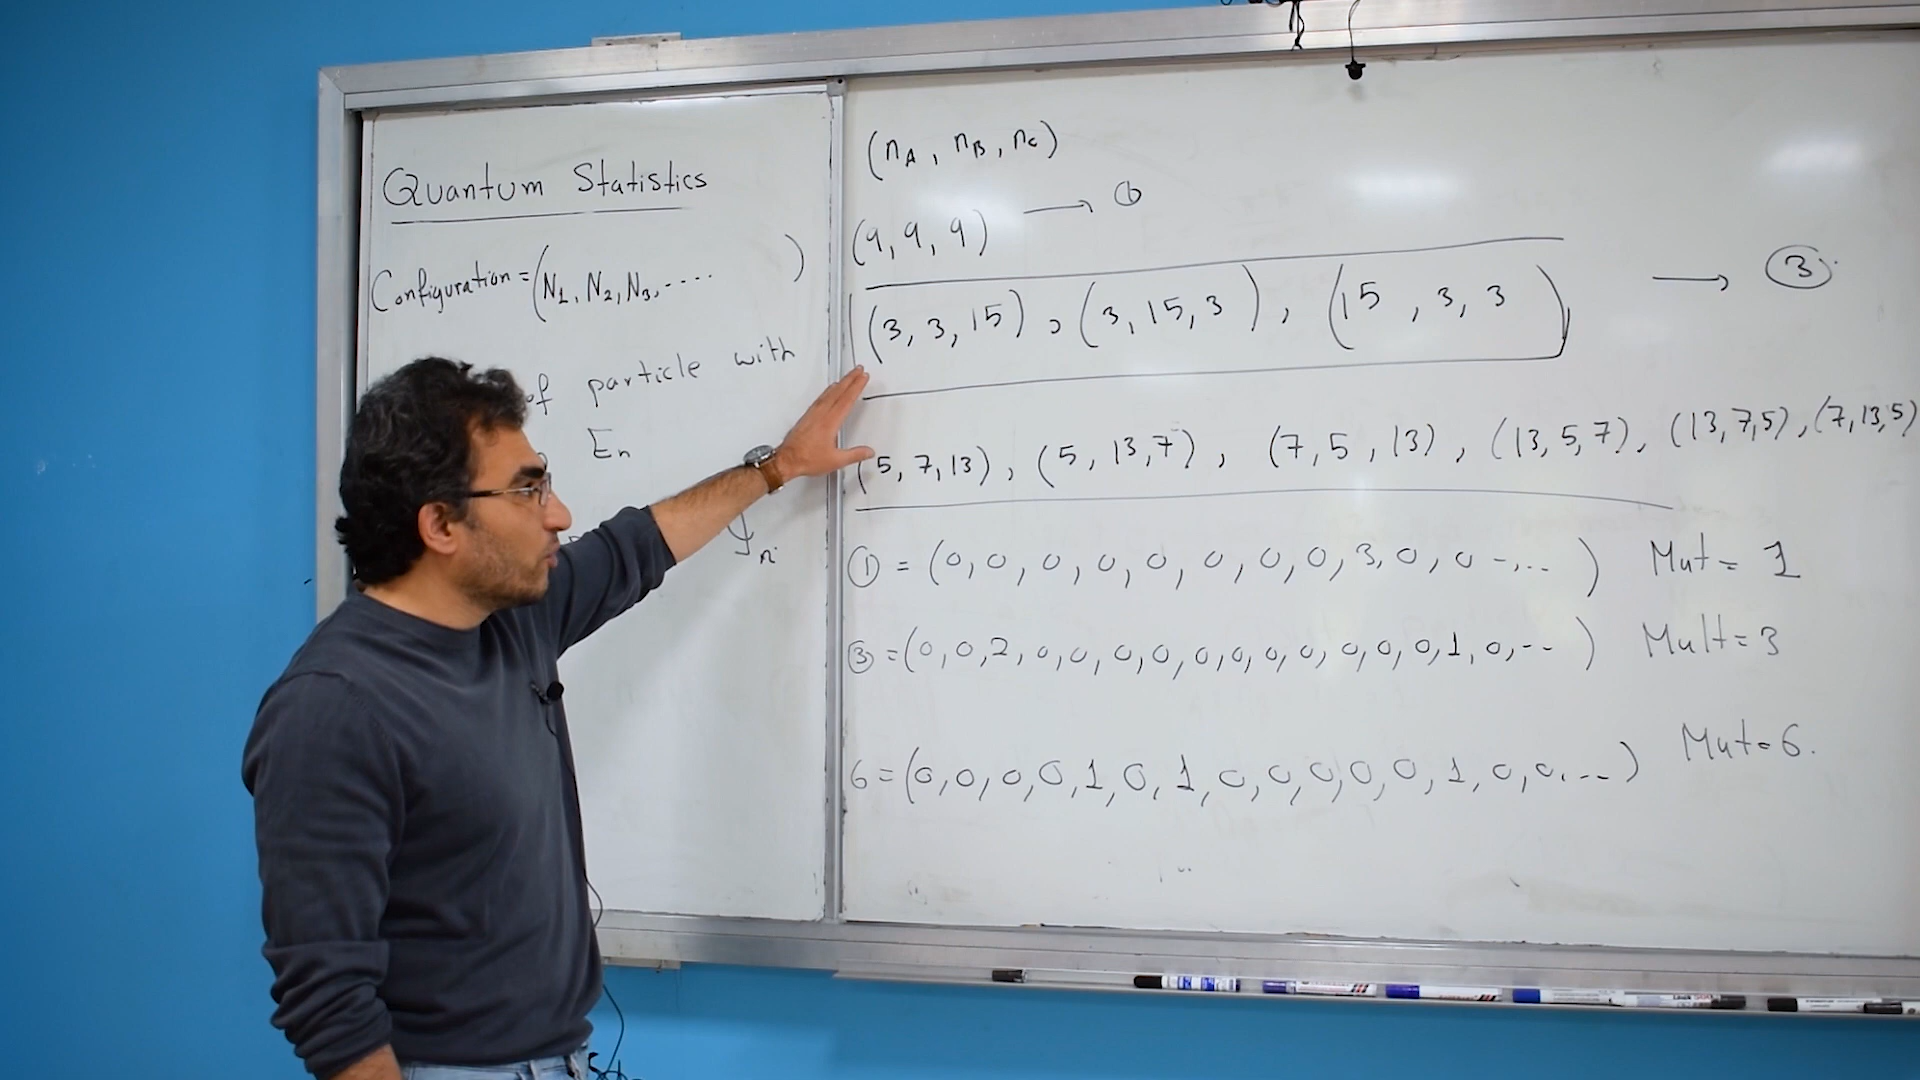 Quantum Statistics
Configuration = (N1, N2, N3, .... )
of particle with
En
ψn
(nA, nB, nC)
(9, 9, 9) → ①
(3, 3, 15), (3, 15, 3), (15, 3, 3) → ③
(5, 7, 13), (5, 13, 7), (7, 5, 13), (13, 5, 7), (13, 7, 5), (7, 13, 5)
① = (0, 0, 0, 0, 0, 0, 0, 0, 3, 0, 0 -, .. ) Mut = 1
③ = (0, 0, 2, 0, 0, 0, 0, 0, 0, 0, 0, 0, 0, 0, 1, 0, -- ) Mult = 3
6 = (0, 0, 0, 0, 1, 0, 1, 0, 0, 0, 0, 0, 1, 0, 0, .-- ) Mut = 6.